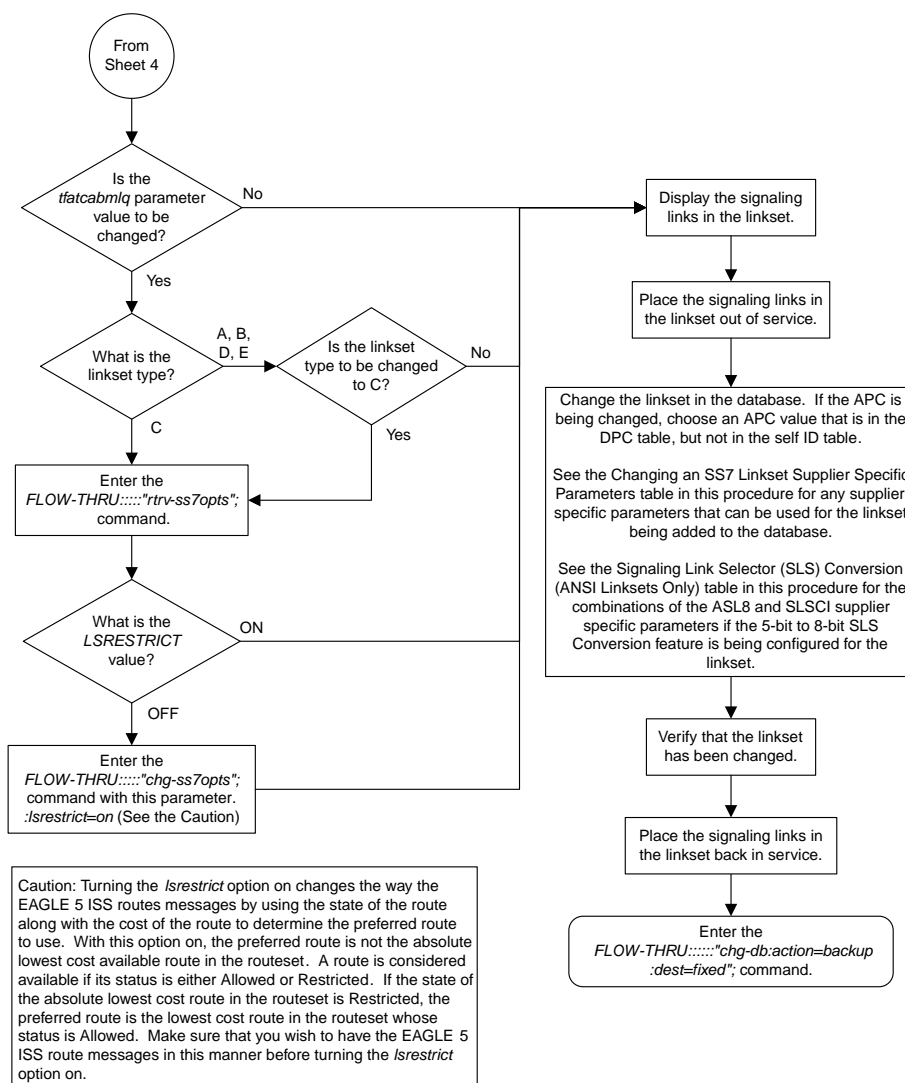 From
Sheet 4
Is the
tfatcabmlq parameter
value to be
changed?
No
Yes
What is the
linkset type?
A, B,
D, E
C
Is the linkset
type to be changed
to C?
No
Yes
Enter the
FLOW-THRU:::::"rtrv-ss7opts";
command.
What is the
LSRESTRICT
value?
ON
OFF
Enter the
FLOW-THRU:::::"chg-ss7opts";
command with this parameter.
:lsrestrict=on (See the Caution)
Caution: Turning the lsrestrict option on changes the way the
EAGLE 5 ISS routes messages by using the state of the route
along with the cost of the route to determine the preferred route
to use. With this option on, the preferred route is not the absolute
lowest cost available route in the routeset. A route is considered
available if its status is either Allowed or Restricted. If the state of
the absolute lowest cost route in the routeset is Restricted, the
preferred route is the lowest cost route in the routeset whose
status is Allowed. Make sure that you wish to have the EAGLE 5
ISS route messages in this manner before turning the lsrestrict
option on.
Display the signaling
links in the linkset.
Place the signaling links in
the linkset out of service.
Change the linkset in the database. If the APC is
being changed, choose an APC value that is in the
DPC table, but not in the self ID table.
See the Changing an SS7 Linkset Supplier Specific
Parameters table in this procedure for any supplier
specific parameters that can be used for the linkset
being added to the database.
See the Signaling Link Selector (SLS) Conversion
(ANSI Linksets Only) table in this procedure for the
combinations of the ASL8 and SLSCI supplier
specific parameters if the 5-bit to 8-bit SLS
Conversion feature is being configured for the
linkset.
Verify that the linkset
has been changed.
Place the signaling links in
the linkset back in service.
Enter the
FLOW-THRU::::::"chg-db:action=backup
:dest=fixed"; command.